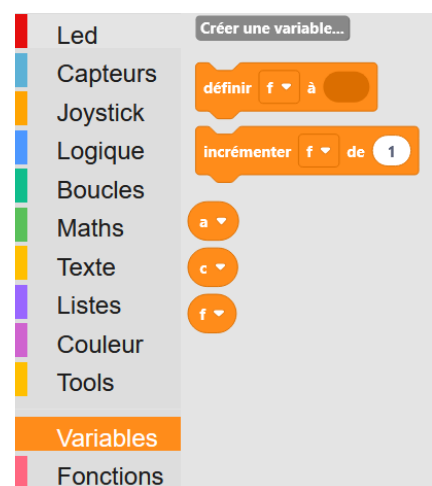 Led
Capteurs
Joystick
Logique
Boucles
Maths
Texte
Listes
Couleur
Tools
Variables
Fonctions
Créer une variable...
définir f à
incrémenter f de 1
a
c
f